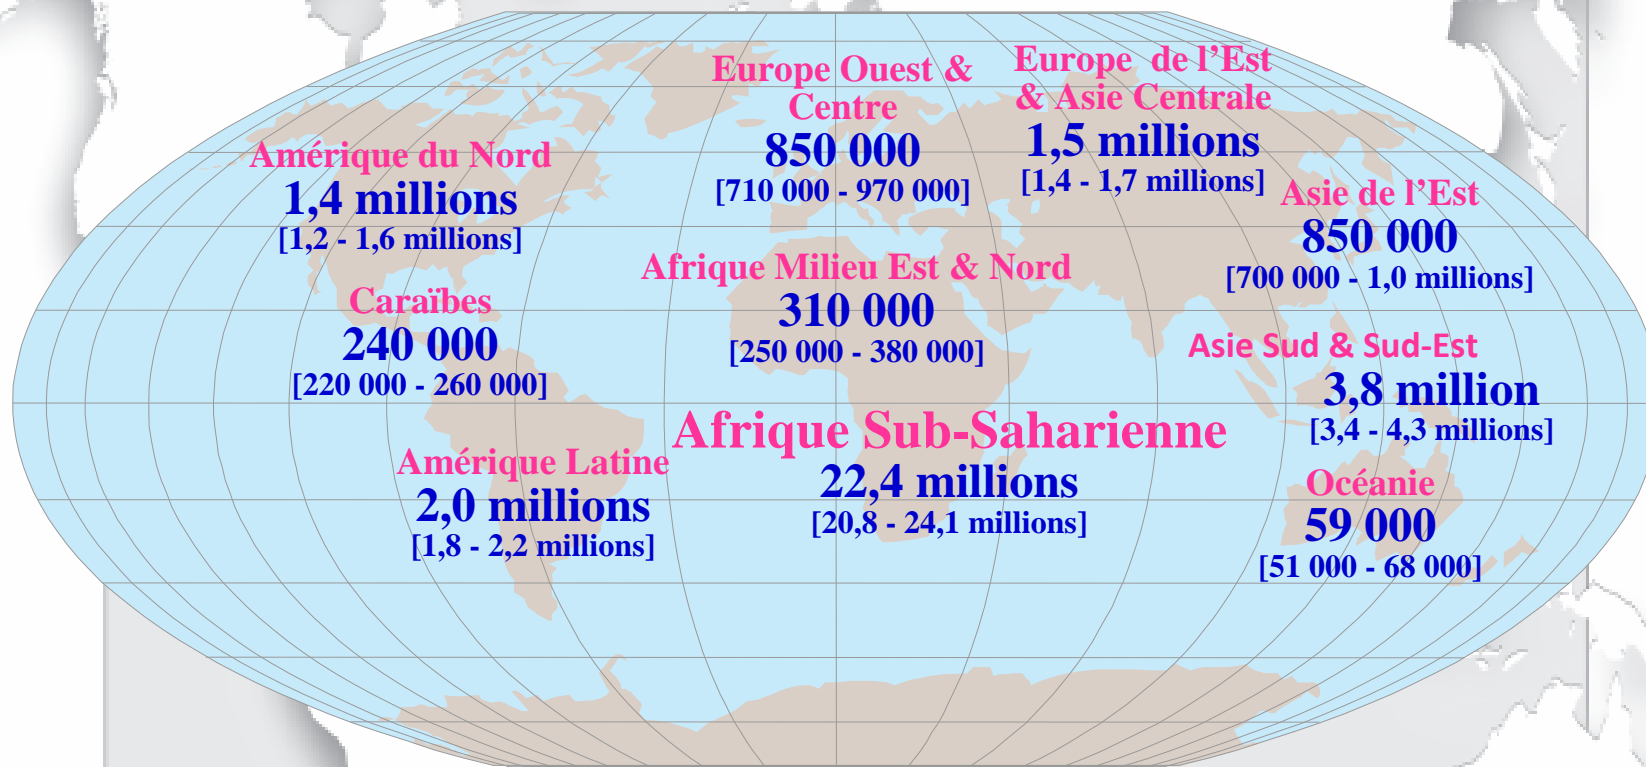 Europe Ouest &
Centre
850 000
[710 000 - 970 000]
Europe de l’Est
& Asie Centrale
1,5 millions
[1,4 - 1,7 millions]
Amérique du Nord
1,4 millions
[1,2 - 1,6 millions]
Asie de l’Est
850 000
[700 000 - 1,0 millions]
Afrique Milieu Est & Nord
310 000
[250 000 - 380 000]
Caraïbes
240 000
[220 000 - 260 000]
Asie Sud & Sud-Est
3,8 million
[3,4 - 4,3 millions]
Afrique Sub-Saharienne
22,4 millions
[20,8 - 24,1 millions]
Amérique Latine
2,0 millions
[1,8 - 2,2 millions]
Océanie
59 000
[51 000 - 68 000]